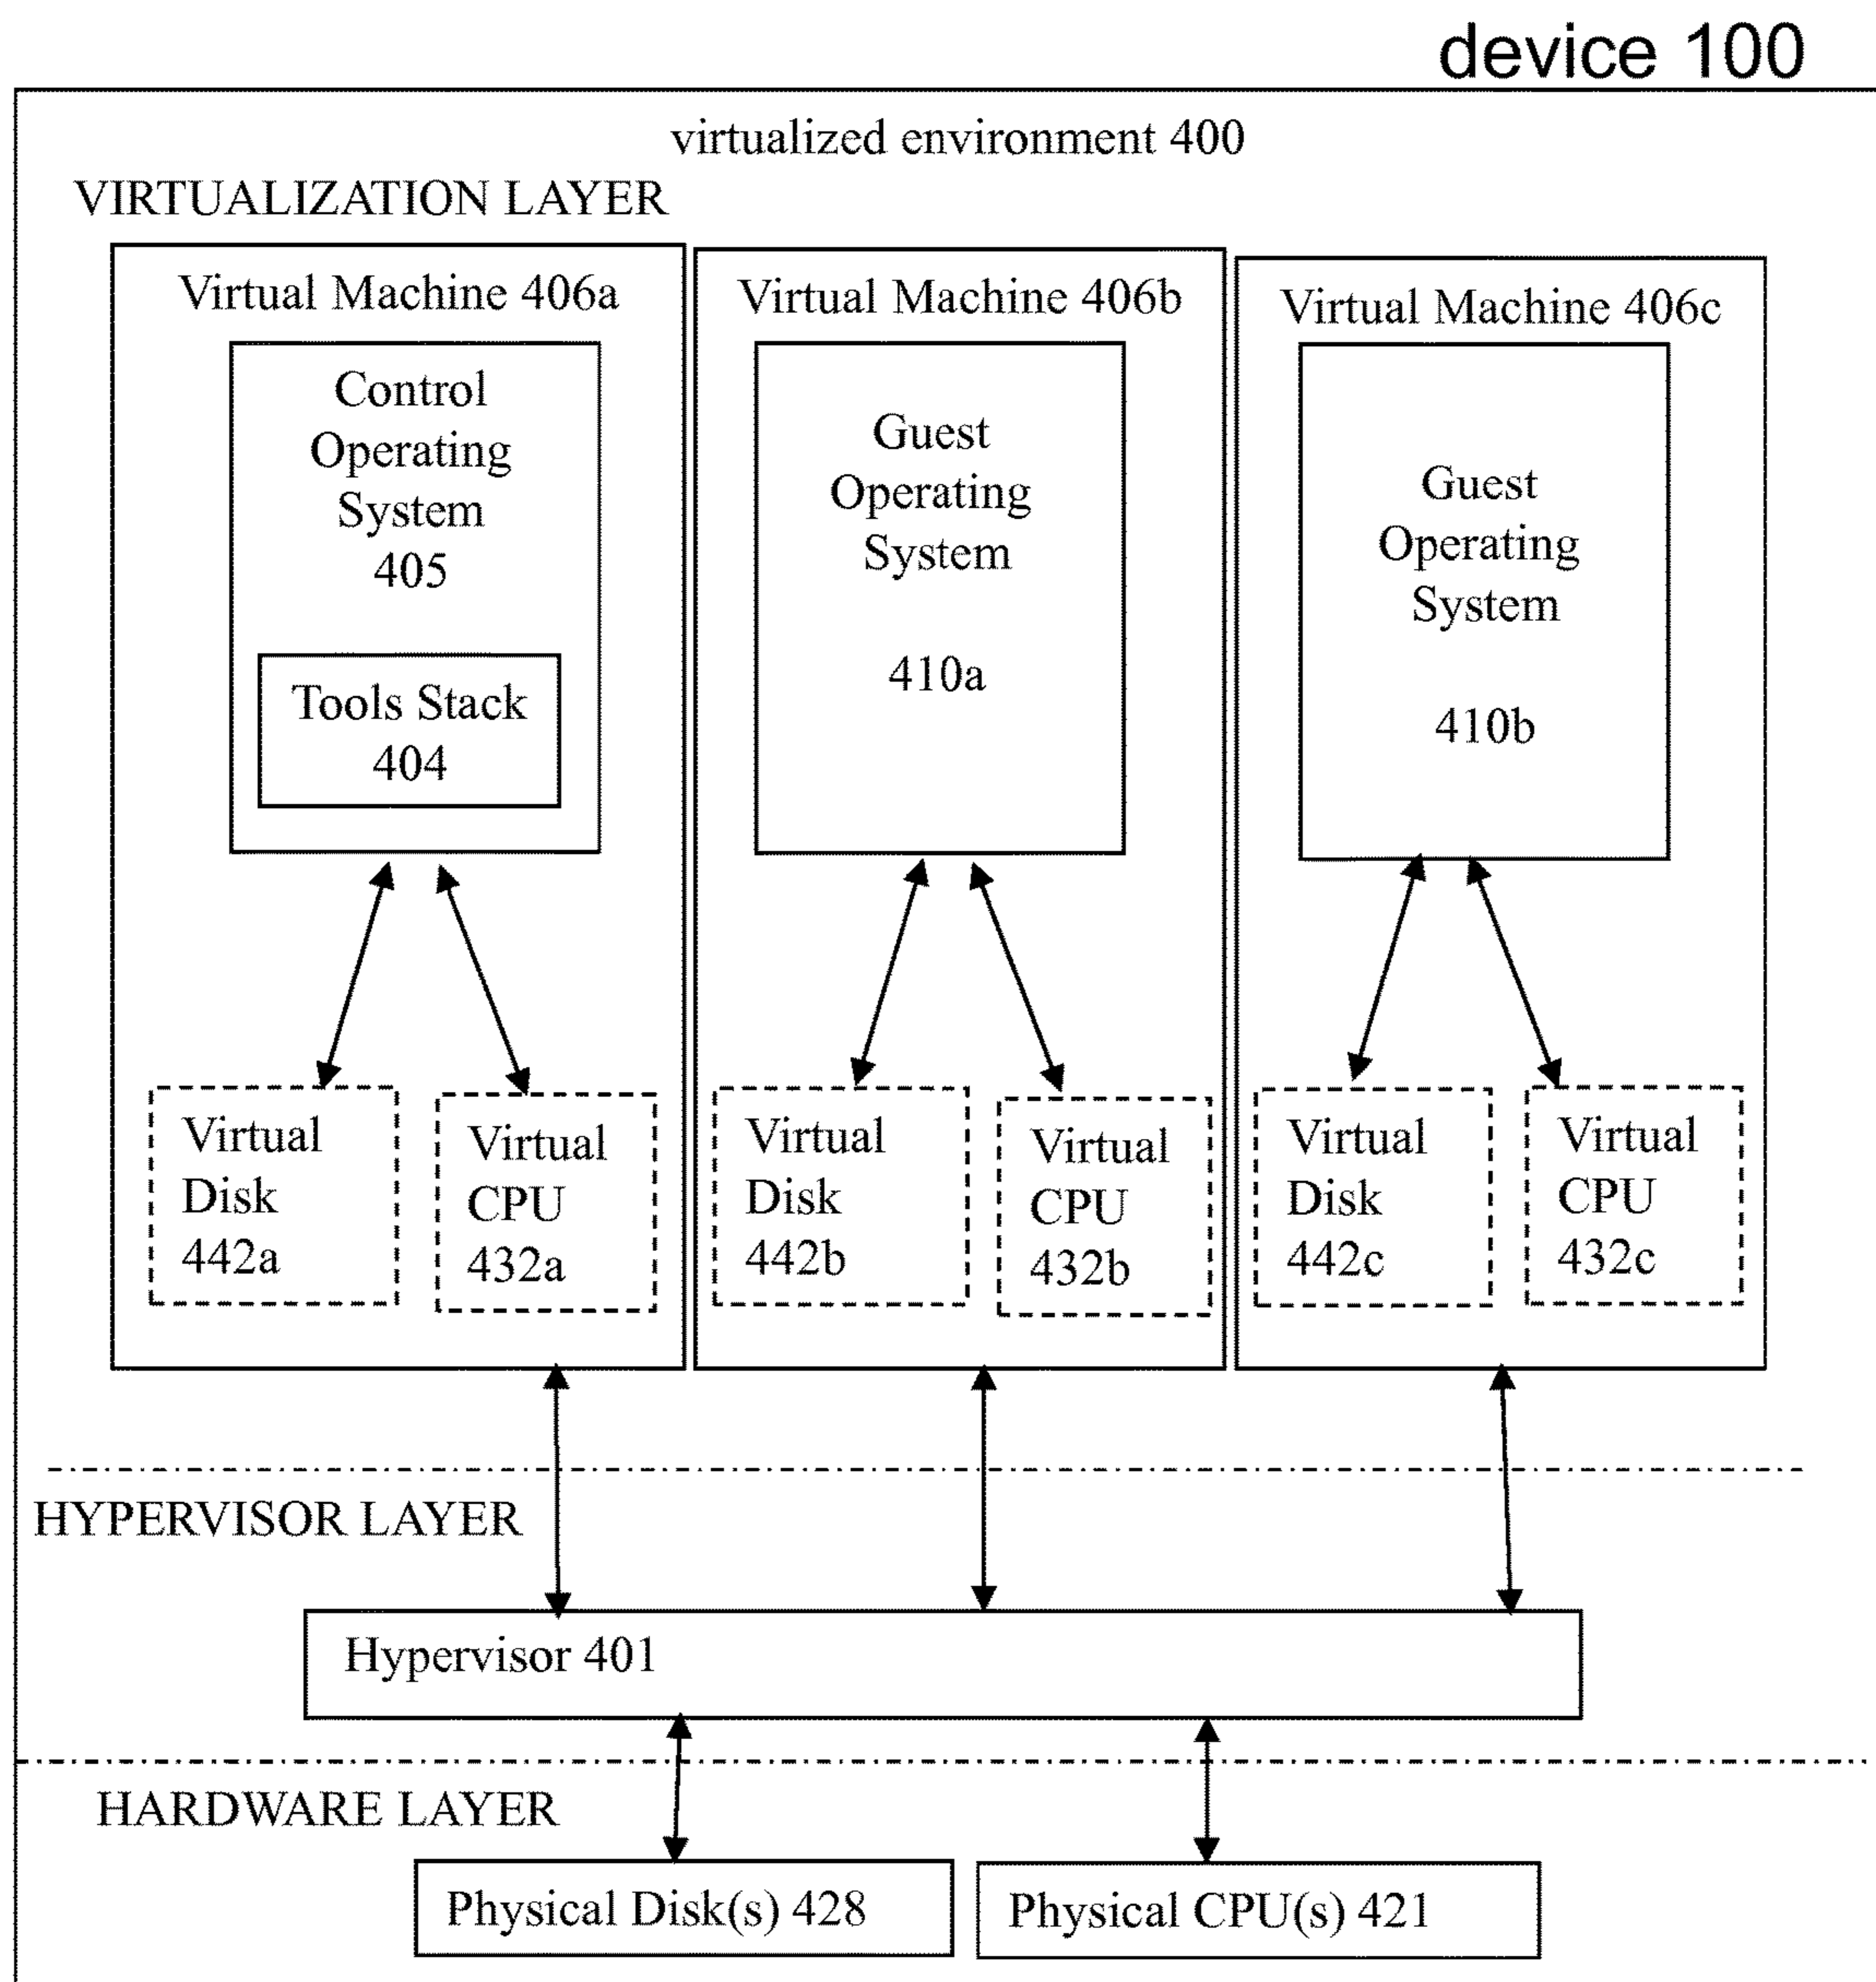 device 100
virtualized environment 400
VIRTUALIZATION LAYER
Virtual Machine 406a
Control
Operating
System
405
Tools Stack
404
Virtual
Disk
442a
Virtual
CPU
432a
Virtual Machine 406b
Guest
Operating
System
410a
Virtual
Disk
442b
Virtual
CPU
432b
Virtual Machine 406c
Guest
Operating
System
410b
Virtual
Disk
442c
Virtual
CPU
432c
HYPERVISOR LAYER
Hypervisor 401
HARDWARE LAYER
Physical Disk(s) 428
Physical CPU(s) 421